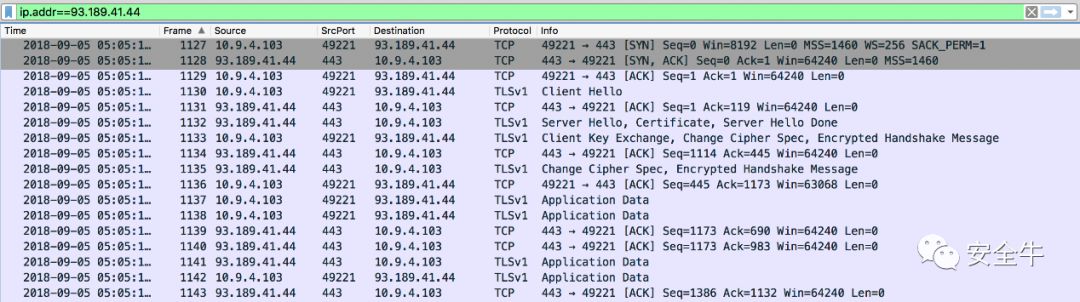 ip.addr==93.189.41.44
Time Frame Source SrcPort Destination Protocol Info
2018-09-05 05:05:1… 1127 10.9.4.103 49221 93.189.41.44 TCP 49221 → 443 [SYN] Seq=0 Win=8192 Len=0 MSS=1460 WS=256 SACK_PERM=1
2018-09-05 05:05:1… 1128 93.189.41.44 443 10.9.4.103 TCP 443 → 49221 [SYN, ACK] Seq=0 Ack=1 Win=64240 Len=0 MSS=1460
2018-09-05 05:05:1… 1129 10.9.4.103 49221 93.189.41.44 TCP 49221 → 443 [ACK] Seq=1 Ack=1 Win=64240 Len=0
2018-09-05 05:05:1… 1130 10.9.4.103 49221 93.189.41.44 TLSv1 Client Hello
2018-09-05 05:05:1… 1131 93.189.41.44 443 10.9.4.103 TCP 443 → 49221 [ACK] Seq=1 Ack=119 Win=64240 Len=0
2018-09-05 05:05:1… 1132 93.189.41.44 443 10.9.4.103 TLSv1 Server Hello, Certificate, Server Hello Done
2018-09-05 05:05:1… 1133 10.9.4.103 49221 93.189.41.44 TLSv1 Client Key Exchange, Change Cipher Spec, Encrypted Handshake Message
2018-09-05 05:05:1… 1134 93.189.41.44 443 10.9.4.103 TCP 443 → 49221 [ACK] Seq=1114 Ack=445 Win=64240 Len=0
2018-09-05 05:05:1… 1135 93.189.41.44 443 10.9.4.103 TLSv1 Change Cipher Spec, Encrypted Handshake Message
2018-09-05 05:05:1… 1136 10.9.4.103 49221 93.189.41.44 TCP 49221 → 443 [ACK] Seq=445 Ack=1173 Win=63068 Len=0
2018-09-05 05:05:1… 1137 10.9.4.103 49221 93.189.41.44 TLSv1 Application Data
2018-09-05 05:05:1… 1138 10.9.4.103 49221 93.189.41.44 TLSv1 Application Data
2018-09-05 05:05:1… 1139 93.189.41.44 443 10.9.4.103 TCP 443 → 49221 [ACK] Seq=1173 Ack=690 Win=64240 Len=0
2018-09-05 05:05:1… 1140 93.189.41.44 443 10.9.4.103 TCP 443 → 49221 [ACK] Seq=1173 Ack=983 Win=64240 Len=0
2018-09-05 05:05:1… 1141 93.189.41.44 443 10.9.4.103 TLSv1 Application Data
2018-09-05 05:05:1… 1142 10.9.4.103 49221 93.189.41.44 TLSv1 Application Data
2018-09-05 05:05:1… 1143 93.189.41.44 443 10.9.4.103 TCP 443 → 49221 [ACK] Seq=1386 Ack=1132 Win=64240 Len=0
安全牛